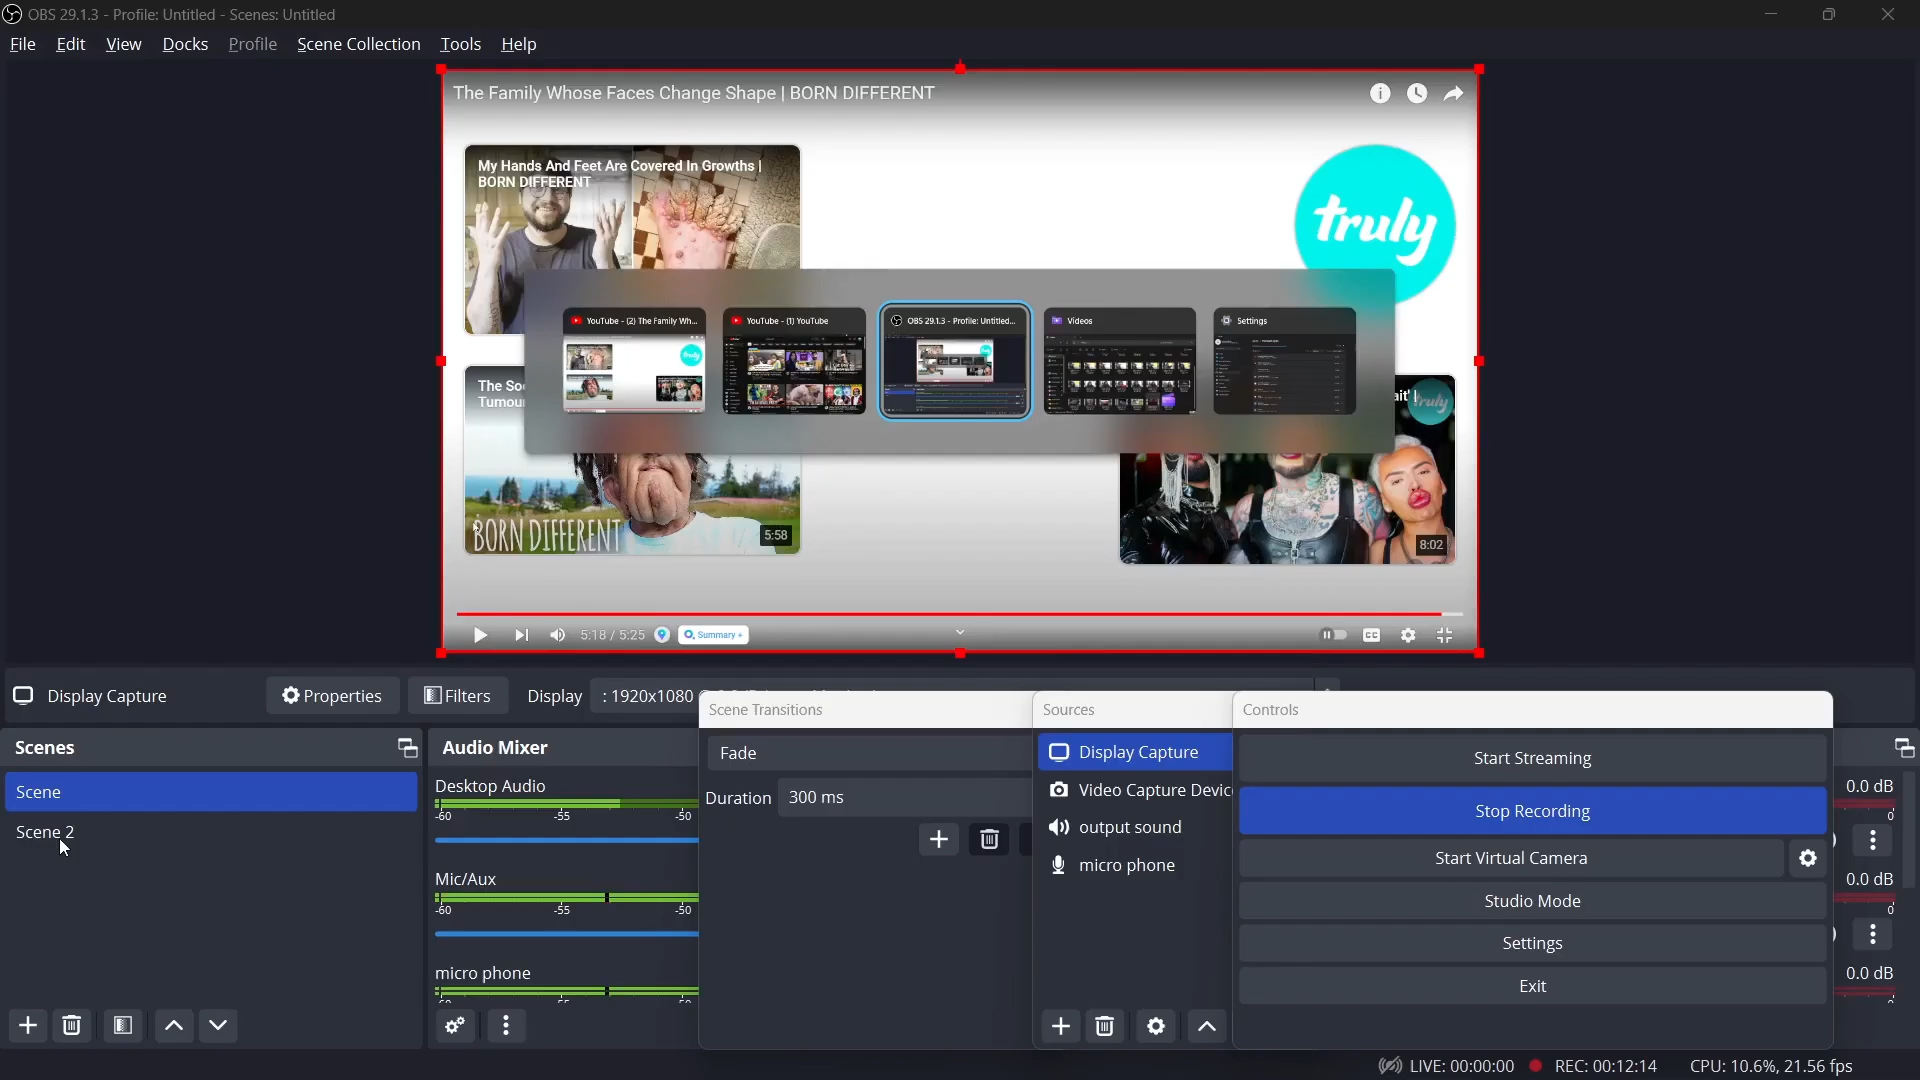 OBS 29.1.3 - Profile: Untitled - Scenes: Untitled
File Edit View Docks Profile Scene Collection Tools Help
The Family Whose Faces Change Shape | BORN DIFFERENT
My Hands And Feet Are Covered In Growths |
BORN DIFFERENT
truly
YouTube - (2) The Family Wh...
YouTube - (1) YouTube
OBS 29.1.3 - Profile: Untitled...
Videos
Settings
The
Tumou
ait' |
truly
BORN DIFFERENT
5:58
8:02
5:18 / 5:25
Summary +
CC
Display Capture
Properties
Filters
Display
: 1920x1080
Scenes
Scene
Scene 2
Audio Mixer
Desktop Audio
-60 -55 -50
Mic/Aux
-60 -55 -50
micro phone
Scene Transitions
Fade
Duration 300 ms
Sources
Display Capture
Video Capture Devic
output sound
micro phone
Controls
Start Streaming
Stop Recording
Start Virtual Camera
Studio Mode
Settings
Exit
0.0 dB
0
0.0 dB
0
0.0 dB
LIVE: 00:00:00 REC: 00:12:14 CPU: 10.6%, 21.56 fps